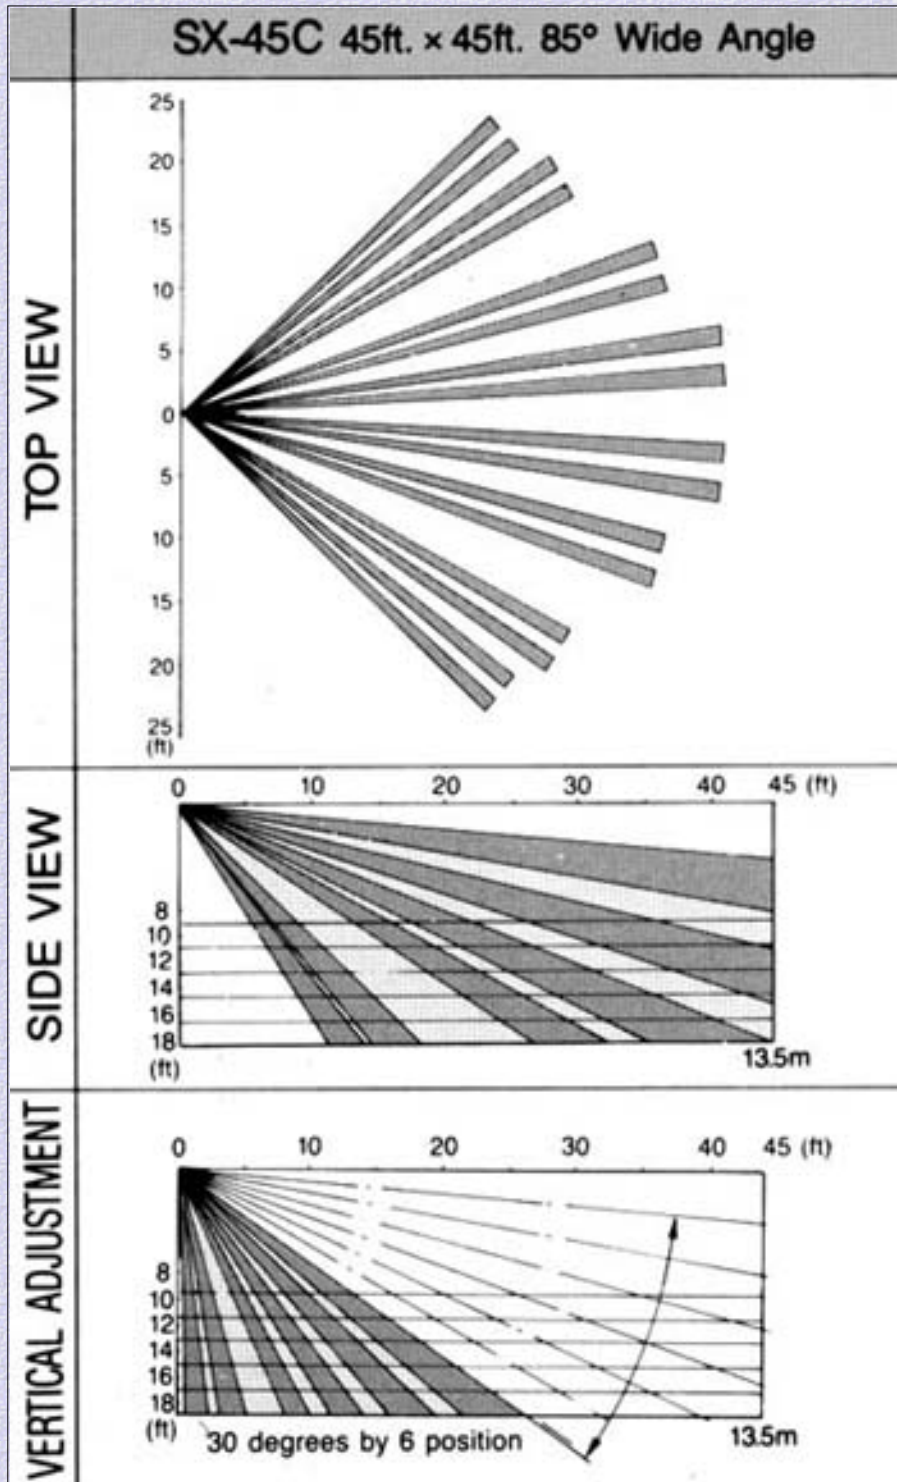 SX-45C 45ft. × 45ft. 85° Wide Angle
TOP VIEW
25
20
15
10
5
0
5
10
15
20
25
(ft)
SIDE VIEW
0 10 20 30 40 45 (ft)
8
10
12
14
16
18
(ft)
13.5m
VERTICAL ADJUSTMENT
0 10 20 30 40 45 (ft)
8
10
12
14
16
18
(ft)
30 degrees by 6 position
13.5m